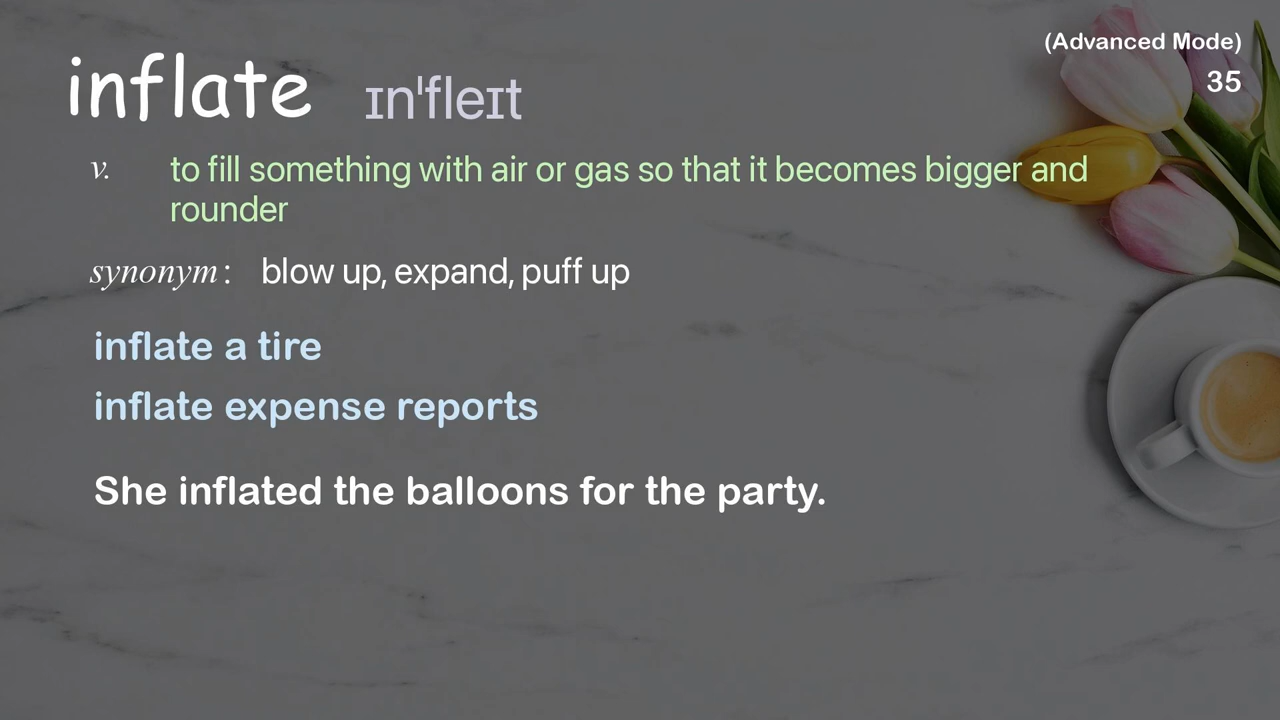 (Advanced Mode)
inflate ɪnˈfleɪt
35
v. to fill something with air or gas so that it becomes bigger and
rounder
synonym: blow up, expand, puff up
inflate a tire
inflate expense reports
She inflated the balloons for the party.